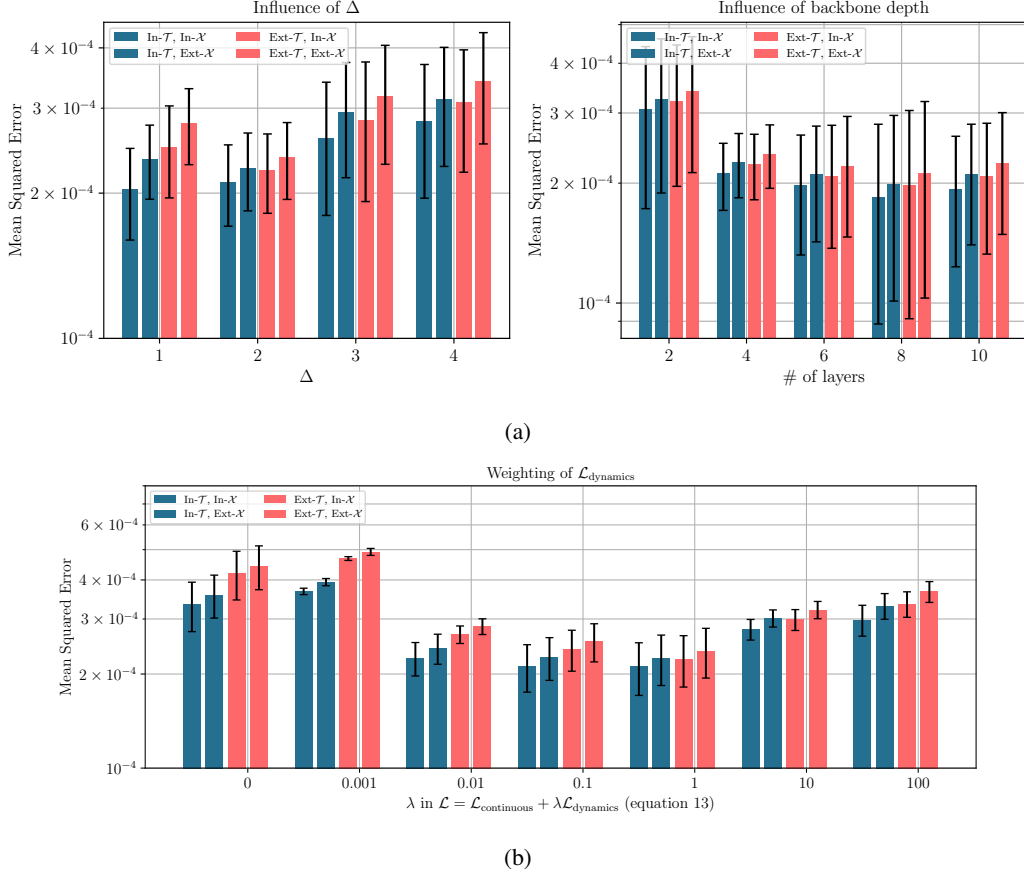 Influence of Δ
In-𝒯, In-𝒳
In-𝒯, Ext-𝒳
Ext-𝒯, In-𝒳
Ext-𝒯, Ext-𝒳
Mean Squared Error
4 × 10⁻⁴
3 × 10⁻⁴
2 × 10⁻⁴
10⁻⁴
1 2 3 4
Δ
Influence of backbone depth
In-𝒯, In-𝒳
In-𝒯, Ext-𝒳
Ext-𝒯, In-𝒳
Ext-𝒯, Ext-𝒳
Mean Squared Error
4 × 10⁻⁴
3 × 10⁻⁴
2 × 10⁻⁴
10⁻⁴
2 4 6 8 10
# of layers
(a)
Weighting of ℒdynamics
In-𝒯, In-𝒳
In-𝒯, Ext-𝒳
Ext-𝒯, In-𝒳
Ext-𝒯, Ext-𝒳
Mean Squared Error
6 × 10⁻⁴
4 × 10⁻⁴
3 × 10⁻⁴
2 × 10⁻⁴
10⁻⁴
0 0.001 0.01 0.1 1 10 100
λ in ℒ = ℒcontinuous + λℒdynamics (equation 13)
(b)